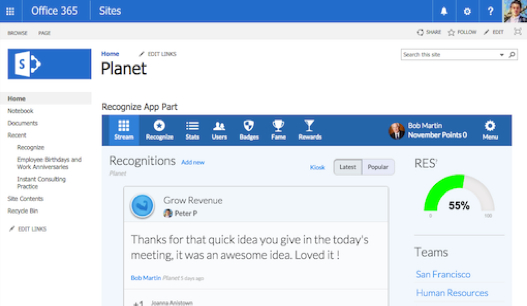 Office 365 Sites ?
BROWSE PAGE SHARE FOLLOW EDIT
S
Home EDIT LINKS
Search this site
Planet
Home
Notebook
Documents
Recent
Recognize
Employee Birthdays and
Work Anniversaries
Instant Consulting
Practice
Site Contents
Recycle Bin
EDIT LINKS
Recognize App Part
Stream Recognize Stats Users Badges Fame Rewards
Bob Martin
November Points 0
Menu
Recognitions Add new
Planet
Kiosk Latest Popular
Grow Revenue
Peter P
Thanks for that quick idea you give in the today's
meeting, it was an awesome idea. Loved it !
Bob Martin Planet 5 days ago
+1 Joanna Anistown
RES
55%
0 100
Teams
San Francisco
Human Resources